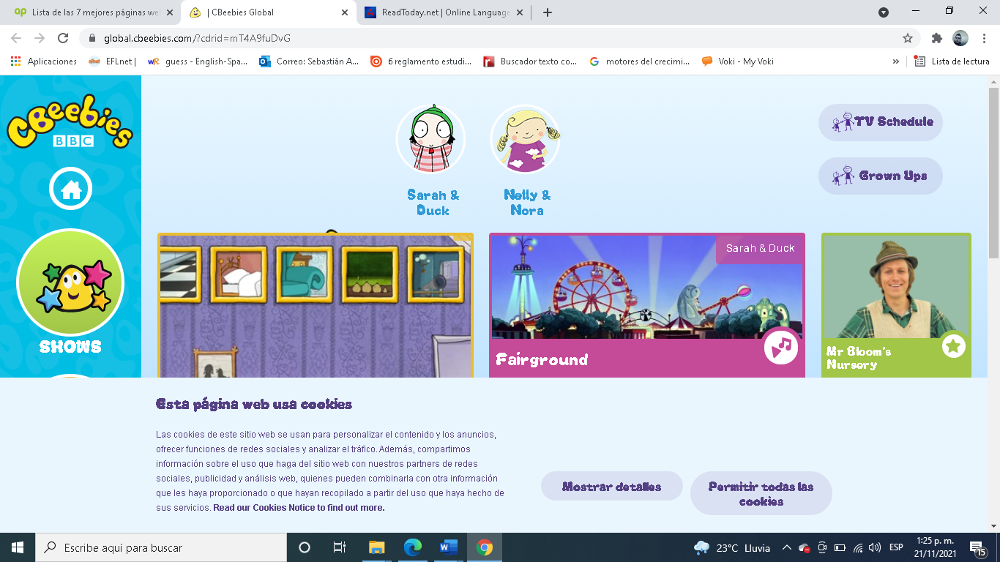 Lista de las 7 mejores páginas we
| CBeebies Global
ReadToday.net | Online Language
global.cbeebies.com/?cdrid=mT4A9fuDvG
Aplicaciones
EFLnet |
guess - English-Spa...
Correo: Sebastián A...
6 reglamento estudi...
Buscador texto co...
motores del crecimi...
Voki - My Voki
»
Lista de lectura
CBeebies
BBC
SHOWS
Sarah &
Duck
Nelly &
Nora
TV Schedule
Grown Ups
Sarah & Duck
Fairground
Mr Bloom's
Nursery
Esta página web usa cookies
Las cookies de este sitio web se usan para personalizar el contenido y los anuncios,
ofrecer funciones de redes sociales y analizar el tráfico. Además, compartimos
información sobre el uso que haga del sitio web con nuestros partners de redes
sociales, publicidad y análisis web, quienes pueden combinarla con otra información
que les haya proporcionado o que hayan recopilado a partir del uso que haya hecho de
sus servicios. Read our Cookies Notice to find out more.
Mostrar detalles
Permitir todas las
cookies
Escribe aquí para buscar
23°C Lluvia
ESP
1:25 p. m.
21/11/2021
15